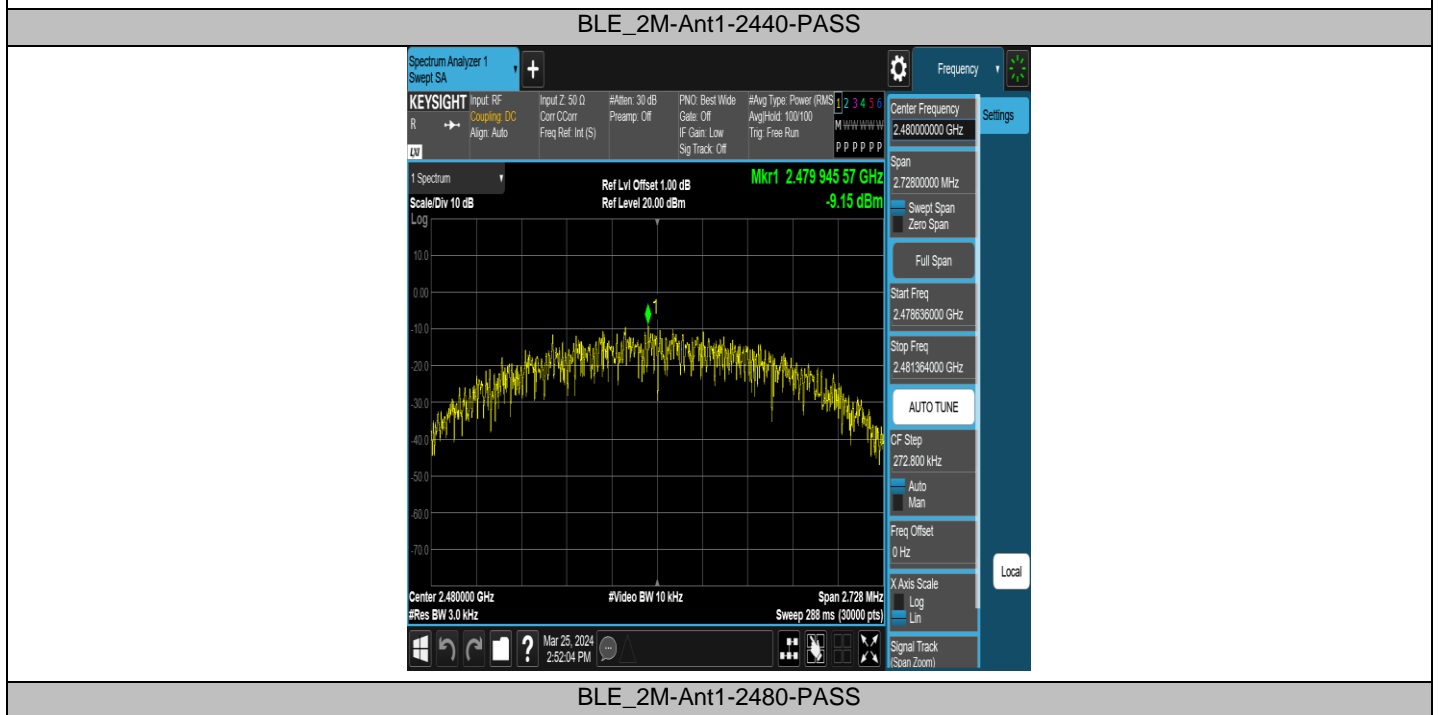 BLE_2M-Ant1-2440-PASS
Spectrum Analyzer 1
Swept SA
+
Frequency
KEYSIGHT
R
LXI
Input: RF
Coupling: DC
Align: Auto
Input Z: 50 Ω
Corr CCorr
Freq Ref: Int (S)
#Atten: 30 dB
Preamp: Off
PNO: Best Wide
Gate: Off
IF Gain: Low
Sig Track: Off
#Avg Type: Power (RMS
Avg|Hold: 100/100
Trig: Free Run
1 2 3 4 5 6
M W W W W W
P P P P P P
1 Spectrum
Scale/Div 10 dB
Ref Lvl Offset 1.00 dB
Ref Level 20.00 dBm
Mkr1 2.479 945 57 GHz
-9.15 dBm
Log
10.0
0.00
-10.0
-20.0
-30.0
-40.0
-50.0
-60.0
-70.0
1
Center 2.480000 GHz
#Res BW 3.0 kHz
#Video BW 10 kHz
Span 2.728 MHz
Sweep 288 ms (30000 pts)
Center Frequency
2.480000000 GHz
Settings
Span
2.72800000 MHz
Swept Span
Zero Span
Full Span
Start Freq
2.478636000 GHz
Stop Freq
2.481364000 GHz
AUTO TUNE
CF Step
272.800 kHz
Auto
Man
Freq Offset
0 Hz
X Axis Scale
Log
Lin
Signal Track
(Span Zoom)
Local
?
Mar 25, 2024
2:52:04 PM
BLE_2M-Ant1-2480-PASS